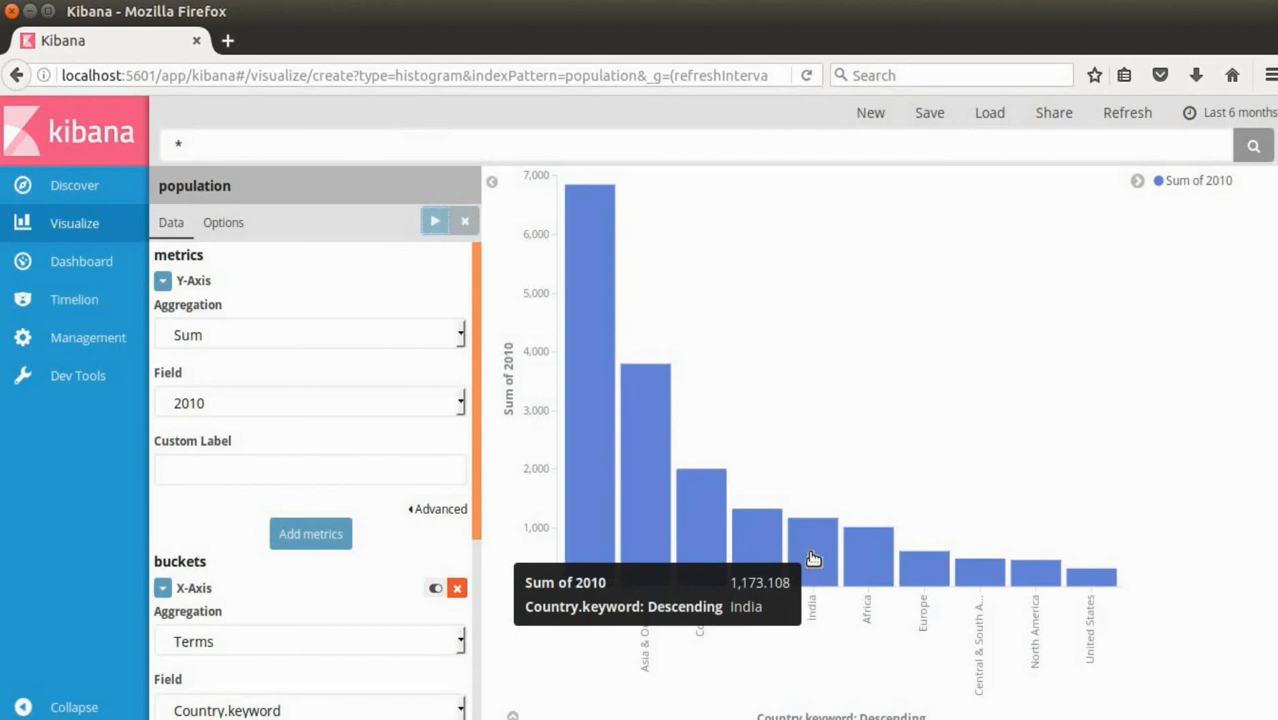 Kibana - Mozilla Firefox
Kibana
localhost:5601/app/kibana#/visualize/create?type=histogram&indexPattern=population&_g=(refreshInterva
Search
kibana
New Save Load Share Refresh Last 6 months
*
Discover
Visualize
Dashboard
Timelion
Management
Dev Tools
Collapse
population
Data Options
metrics
Y-Axis
Aggregation
Sum
Field
2010
Custom Label
Advanced
Add metrics
buckets
X-Axis
Aggregation
Terms
Field
Country.keyword
Sum of 2010
7,000
6,000
5,000
4,000
3,000
2,000
1,000
Sum of 2010
Sum of 2010 1,173.108
Country.keyword: Descending India
Asia & O
India
Africa
Europe
Central & South A...
North America
United States
Country.keyword: Descending